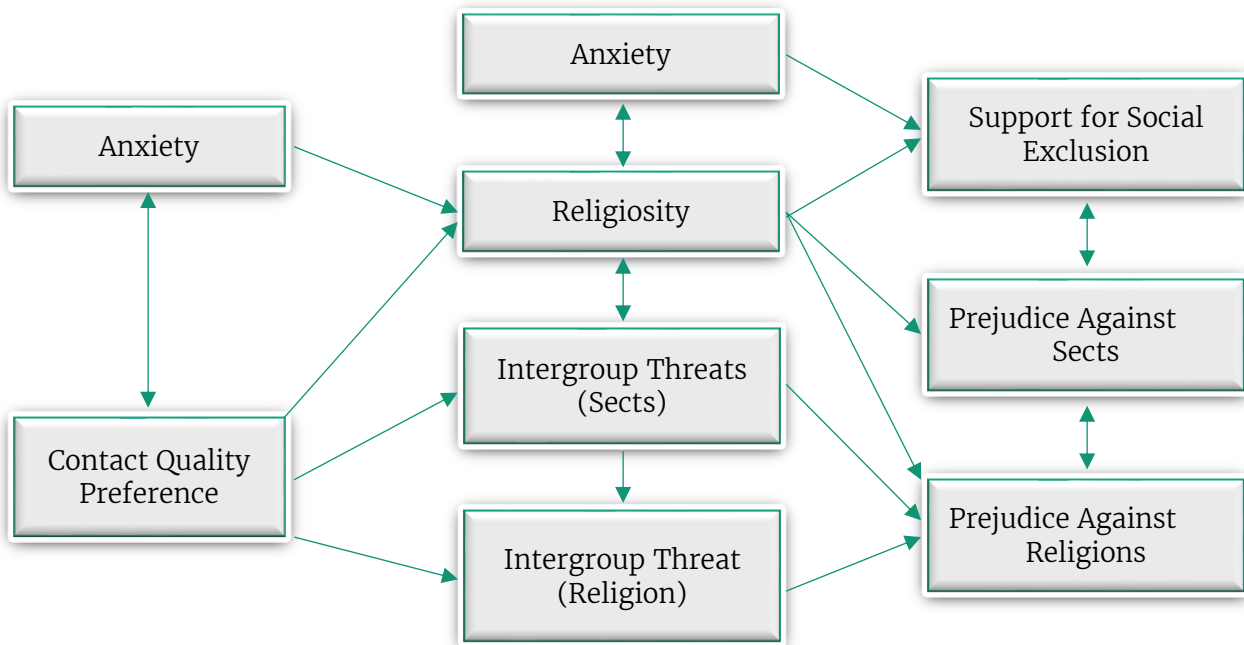 Anxiety
Anxiety
Support for Social
Exclusion
Religiosity
Prejudice Against
Sects
Intergroup Threats
(Sects)
Contact Quality
Preference
Prejudice Against
Religions
Intergroup Threat
(Religion)